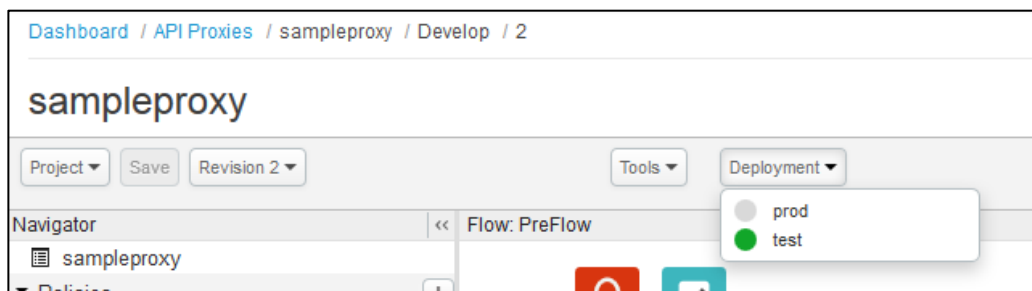 Dashboard / API Proxies / sampleproxy / Develop / 2
sampleproxy
Project Save Revision 2 Tools Deployment
prod
test
Navigator << Flow: PreFlow
sampleproxy
Policies